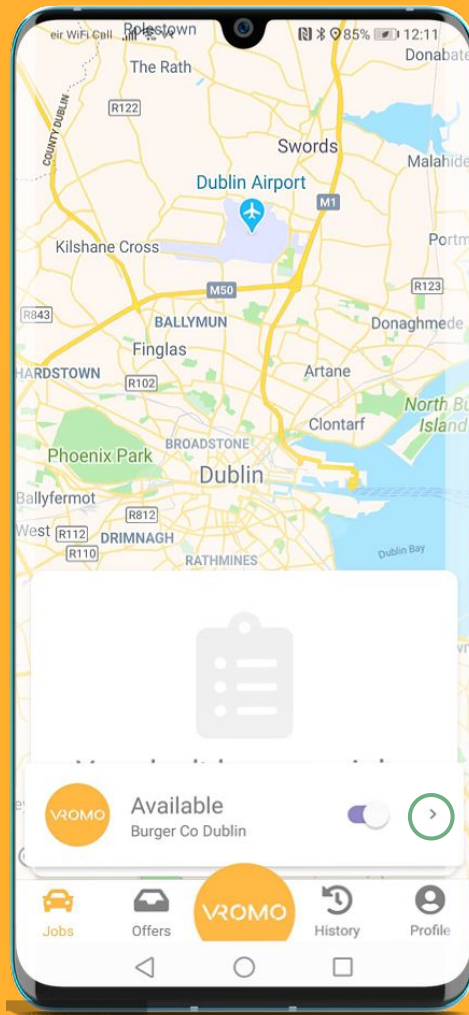 eir WiFi Call
85%
12:11
Rolestown
Donabate
The Rath
R122
COUNTY DUBLIN
Swords
Malahide
Dublin Airport
M1
Kilshane Cross
Portm
M50
R123
R843
BALLYMUN
Donaghmede
Finglas
HARDSTOWN
Artane
R102
North Bu
Island
Clontarf
BROADSTONE
Phoenix Park
Dublin
Ballyfermot
R812
West
R112
DRIMNAGH
R110
Dublin Bay
RATHMINES
VROMO
Available
Burger Co Dublin
Jobs
Offers
VROMO
History
Profile